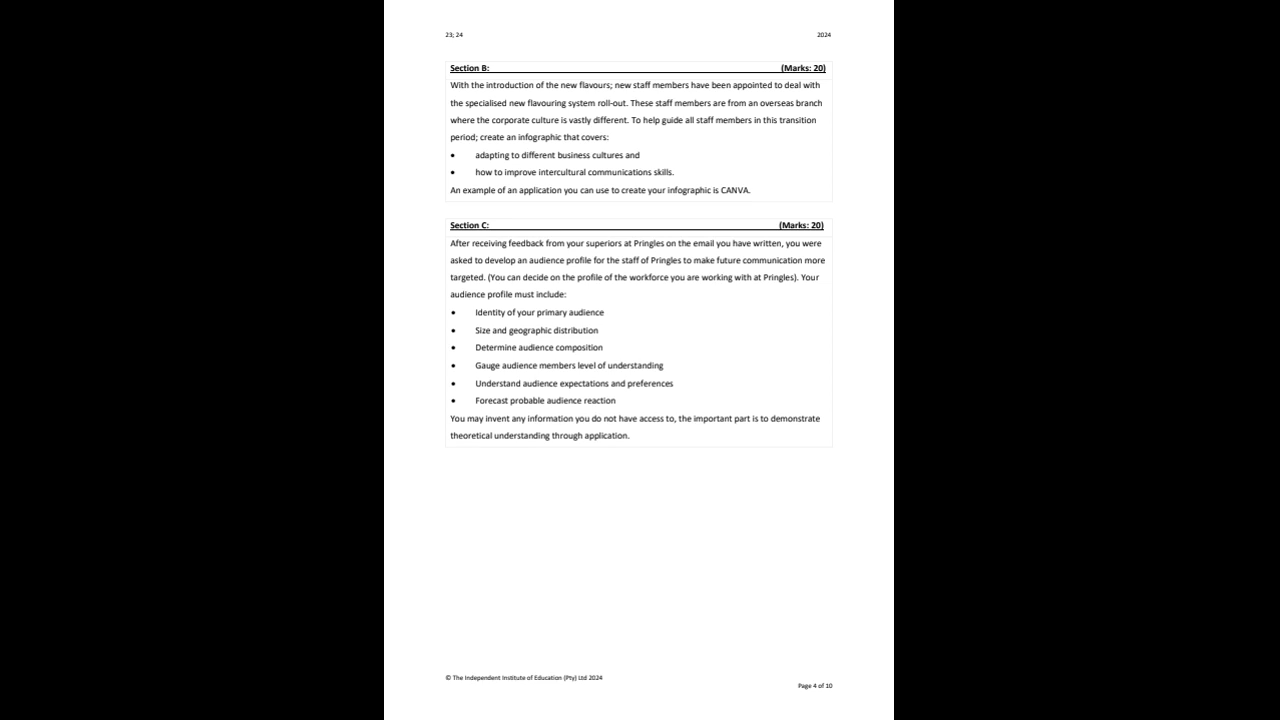 23; 24 2024
Section B: (Marks: 20)
With the introduction of the new flavours; new staff members have been appointed to deal with
the specialised new flavouring system roll-out. These staff members are from an overseas branch
where the corporate culture is vastly different. To help guide all staff members in this transition
period; create an infographic that covers:
• adapting to different business cultures and
• how to improve intercultural communications skills.
An example of an application you can use to create your infographic is CANVA.
Section C: (Marks: 20)
After receiving feedback from your superiors at Pringles on the email you have written, you were
asked to develop an audience profile for the staff of Pringles to make future communication more
targeted. (You can decide on the profile of the workforce you are working with at Pringles). Your
audience profile must include:
• Identity of your primary audience
• Size and geographic distribution
• Determine audience composition
• Gauge audience members level of understanding
• Understand audience expectations and preferences
• Forecast probable audience reaction
You may invent any information you do not have access to, the important part is to demonstrate
theoretical understanding through application.
© The Independent Institute of Education (Pty) Ltd 2024
Page 4 of 10